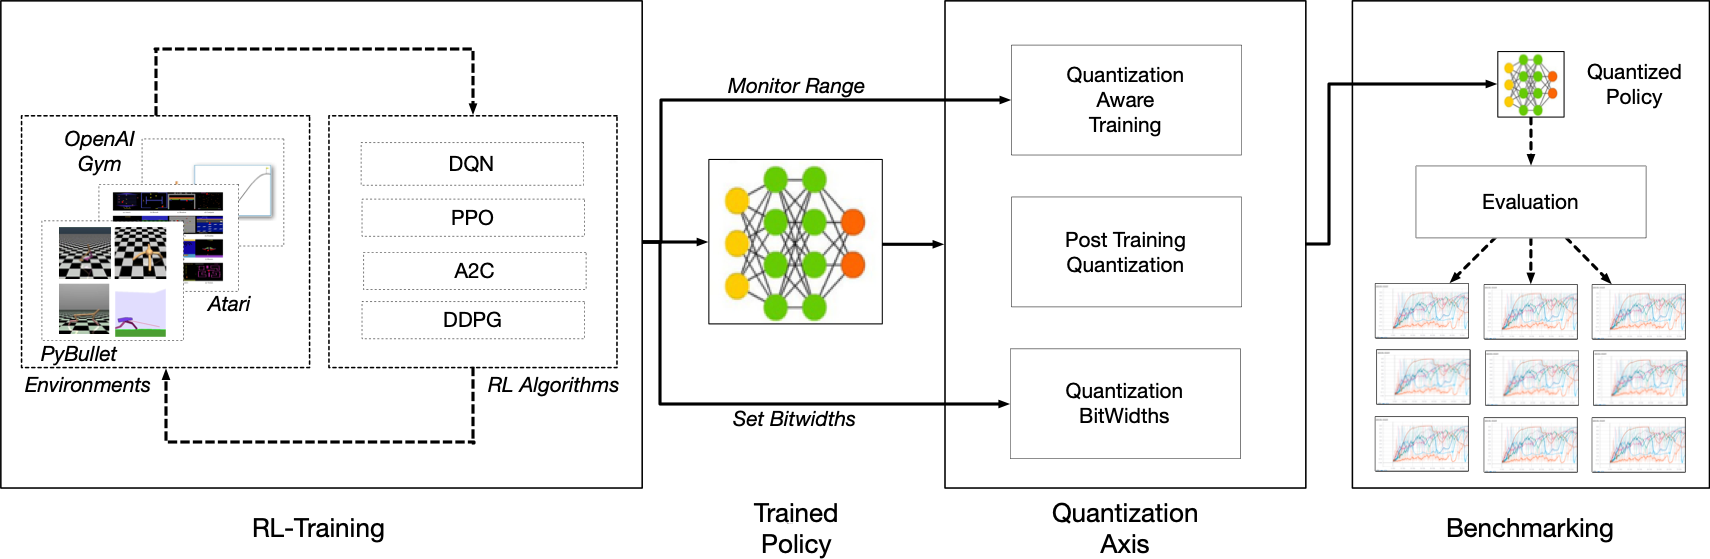 OpenAI
Gym
Atari
PyBullet
Environments
DQN
PPO
A2C
DDPG
RL Algorithms
RL-Training
Monitor Range
Set Bitwidths
Trained
Policy
Quantization
Aware
Training
Post Training
Quantization
Quantization
BitWidths
Quantization
Axis
Quantized
Policy
Evaluation
Benchmarking